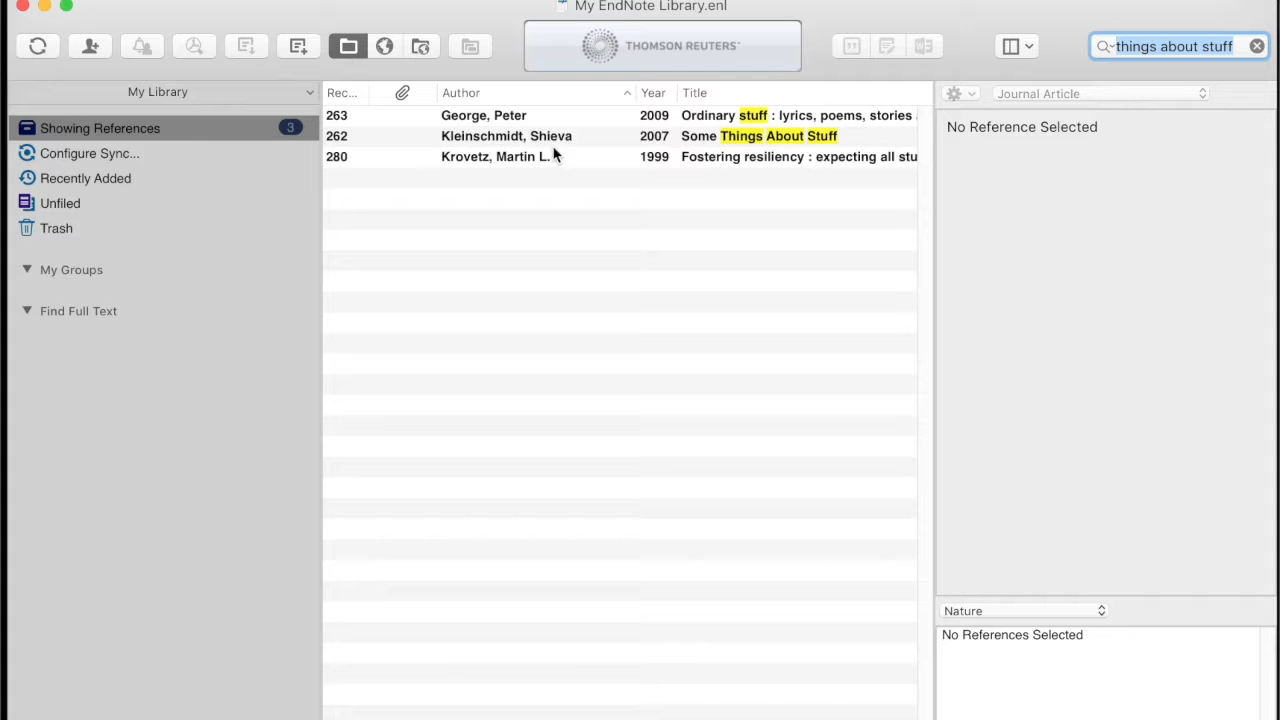 My EndNote Library.enl
THOMSON REUTERS
things about stuff
My Library
Rec...
Author
Year
Title
Journal Article
Showing References
3
Configure Sync...
Recently Added
Unfiled
Trash
My Groups
Find Full Text
263 George, Peter 2009 Ordinary stuff : lyrics, poems, stories
262 Kleinschmidt, Shieva 2007 Some Things About Stuff
280 Krovetz, Martin L. 1999 Fostering resiliency : expecting all stu
No Reference Selected
Nature
No References Selected